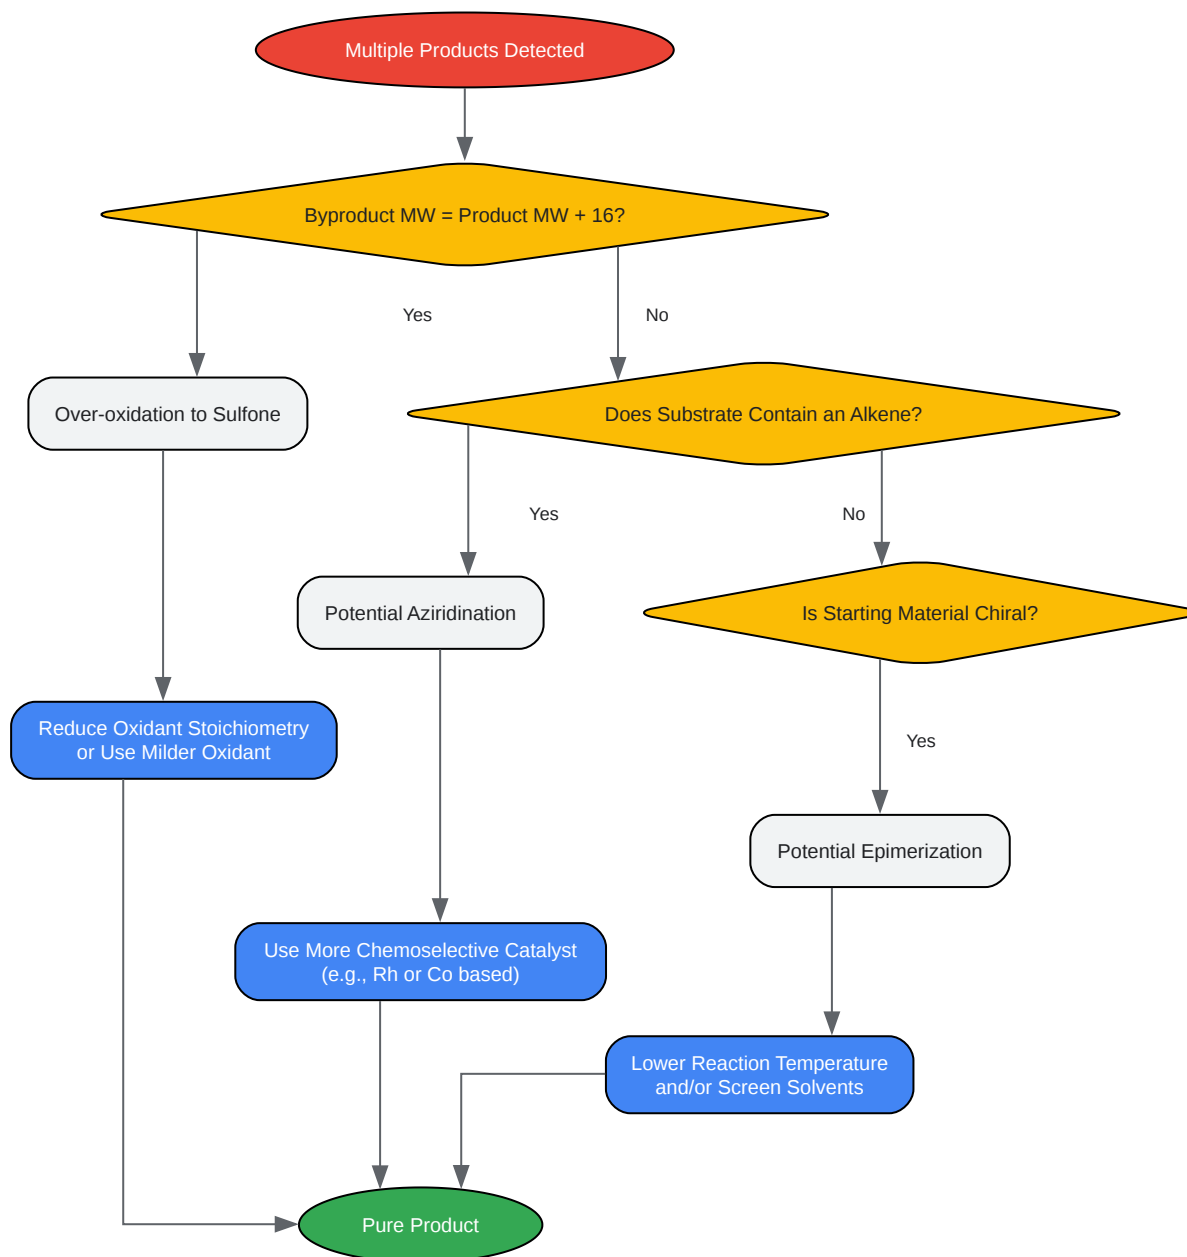 Multiple Products Detected
Byproduct MW = Product MW + 16?
Yes
No
Over-oxidation to Sulfone
Does Substrate Contain an Alkene?
Yes
No
Potential Aziridination
Is Starting Material Chiral?
Reduce Oxidant Stoichiometry
or Use Milder Oxidant
Yes
Potential Epimerization
Use More Chemoselective Catalyst
(e.g., Rh or Co based)
Lower Reaction Temperature
and/or Screen Solvents
Pure Product